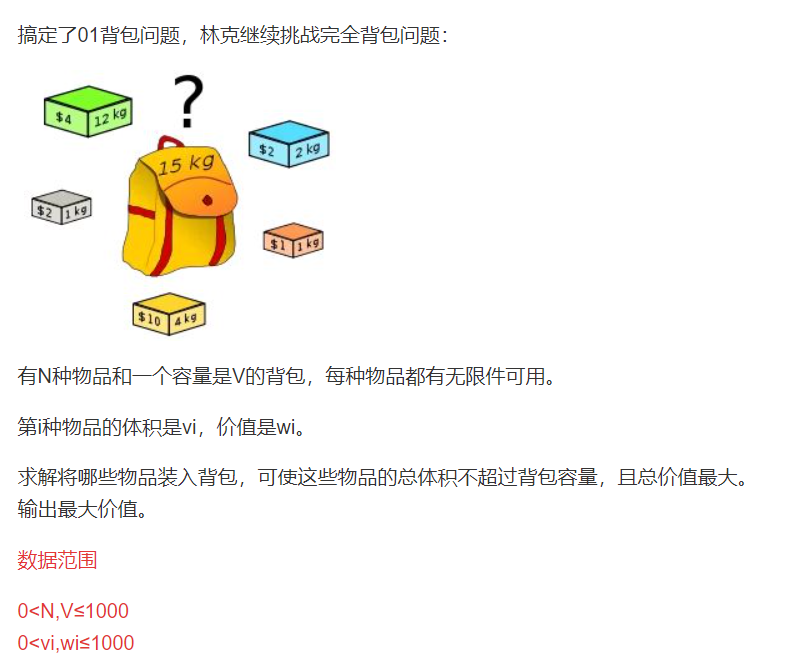 搞定了01背包问题，林克继续挑战完全背包问题：
?
$4 12 kg
15 kg
$2 2 kg
$2 1 kg
$1 1 kg
$10 4 kg
有N种物品和一个容量是V的背包，每种物品都有无限件可用。
第i种物品的体积是vi，价值是wi。
求解将哪些物品装入背包，可使这些物品的总体积不超过背包容量，且总价值最大。
输出最大价值。
数据范围
0<N,V≤1000
0<vi,wi≤1000